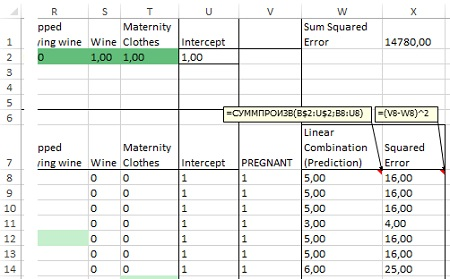 R S T U V W X
pped Maternity Sum Squared
1 ying wine Wine Clothes Intercept Error 14780,00
2 0 1,00 1,00 1,00
3
4
5
6 =СУММПРОИЗВ(B$2:U$2;B8:U8) =(V8-W8)^2
Linear
pped Maternity Combination Squared
7 ying wine Wine Clothes Intercept PREGNANT (Prediction) Error
8 0 0 1 1 5,00 16,00
9 0 0 1 1 5,00 16,00
10 0 0 1 1 5,00 16,00
11 0 0 1 1 3,00 4,00
12 0 0 1 1 5,00 16,00
13 0 0 1 1 5,00 16,00
14 0 0 1 1 6,00 25,00